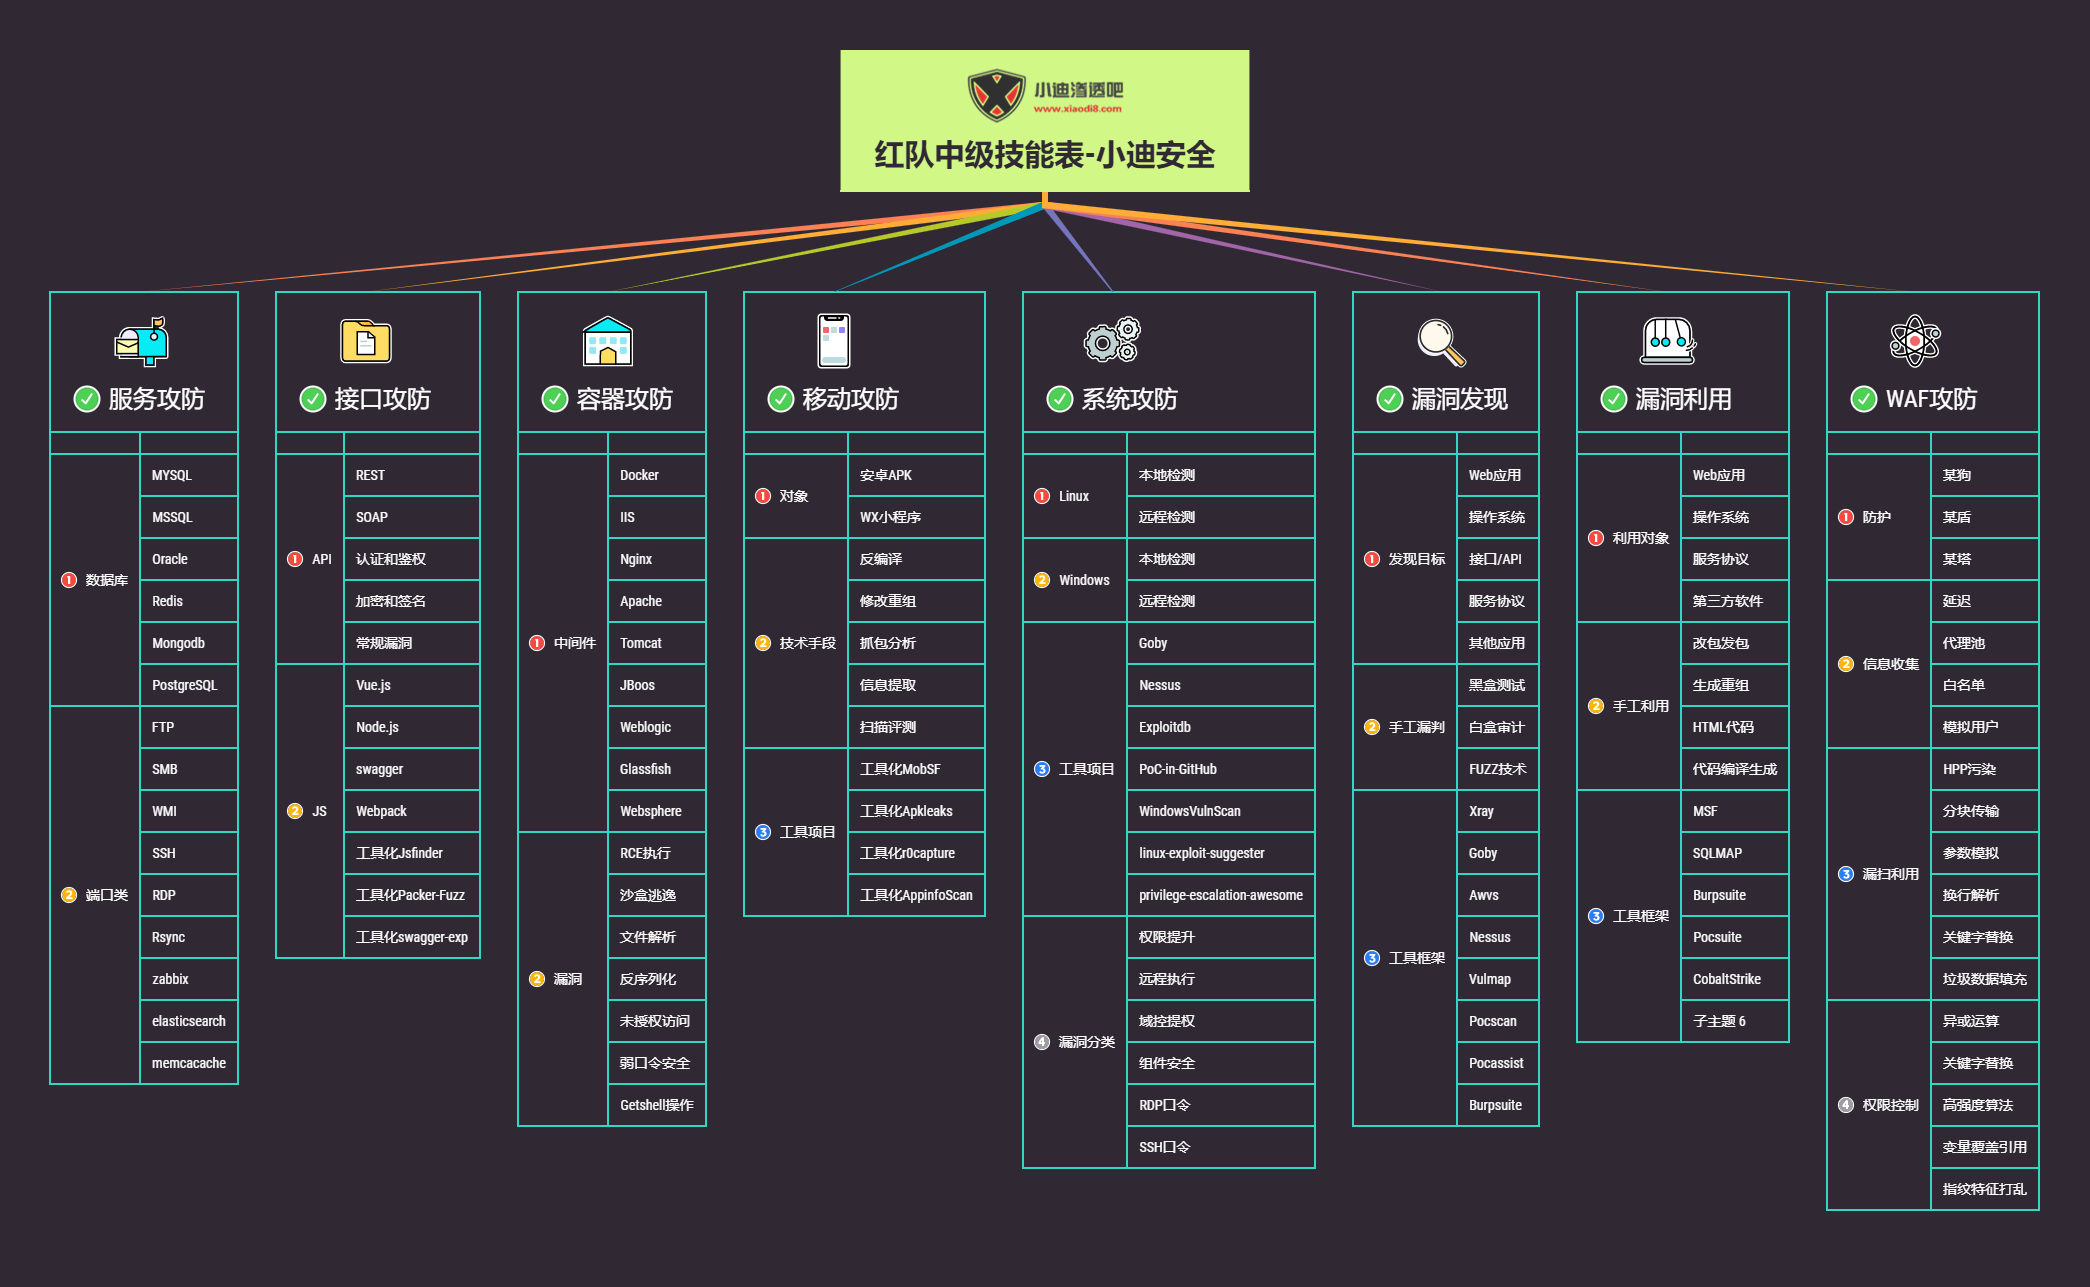 小迪渗透吧
www.xiaodi8.com
红队中级技能表-小迪安全
服务攻防
1 数据库
MYSQL
MSSQL
Oracle
Redis
Mongodb
PostgreSQL
2 端口类
FTP
SMB
WMI
SSH
RDP
Rsync
zabbix
elasticsearch
memcacache
接口攻防
1 API
REST
SOAP
认证和鉴权
加密和签名
常规漏洞
2 JS
Vue.js
Node.js
swagger
Webpack
工具化Jsfinder
工具化Packer-Fuzz
工具化swagger-exp
容器攻防
1 中间件
Docker
IIS
Nginx
Apache
Tomcat
JBoos
Weblogic
Glassfish
Websphere
2 漏洞
RCE执行
沙盒逃逸
文件解析
反序列化
未授权访问
弱口令安全
Getshell操作
移动攻防
1 对象
安卓APK
WX小程序
2 技术手段
反编译
修改重组
抓包分析
信息提取
扫描评测
3 工具项目
工具化MobSF
工具化Apkleaks
工具化r0capture
工具化AppinfoScan
系统攻防
1 Linux
本地检测
远程检测
2 Windows
本地检测
远程检测
3 工具项目
Goby
Nessus
Exploitdb
PoC-in-GitHub
WindowsVulnScan
linux-exploit-suggester
privilege-escalation-awesome
4 漏洞分类
权限提升
远程执行
域控提权
组件安全
RDP口令
SSH口令
漏洞发现
1 发现目标
Web应用
操作系统
接口/API
服务协议
其他应用
2 手工漏判
黑盒测试
白盒审计
FUZZ技术
3 工具框架
Xray
Goby
Awvs
Nessus
Vulmap
Pocscan
Pocassist
Burpsuite
漏洞利用
1 利用对象
Web应用
操作系统
服务协议
第三方软件
2 手工利用
改包发包
生成重组
HTML代码
代码编译生成
3 工具框架
MSF
SQLMAP
Burpsuite
Pocsuite
CobaltStrike
子主题 6
WAF攻防
1 防护
某狗
某盾
某塔
2 信息收集
延迟
代理池
白名单
模拟用户
3 漏扫利用
HPP污染
分块传输
参数模拟
换行解析
关键字替换
垃圾数据填充
4 权限控制
异或运算
关键字替换
高强度算法
变量覆盖引用
指纹特征打乱